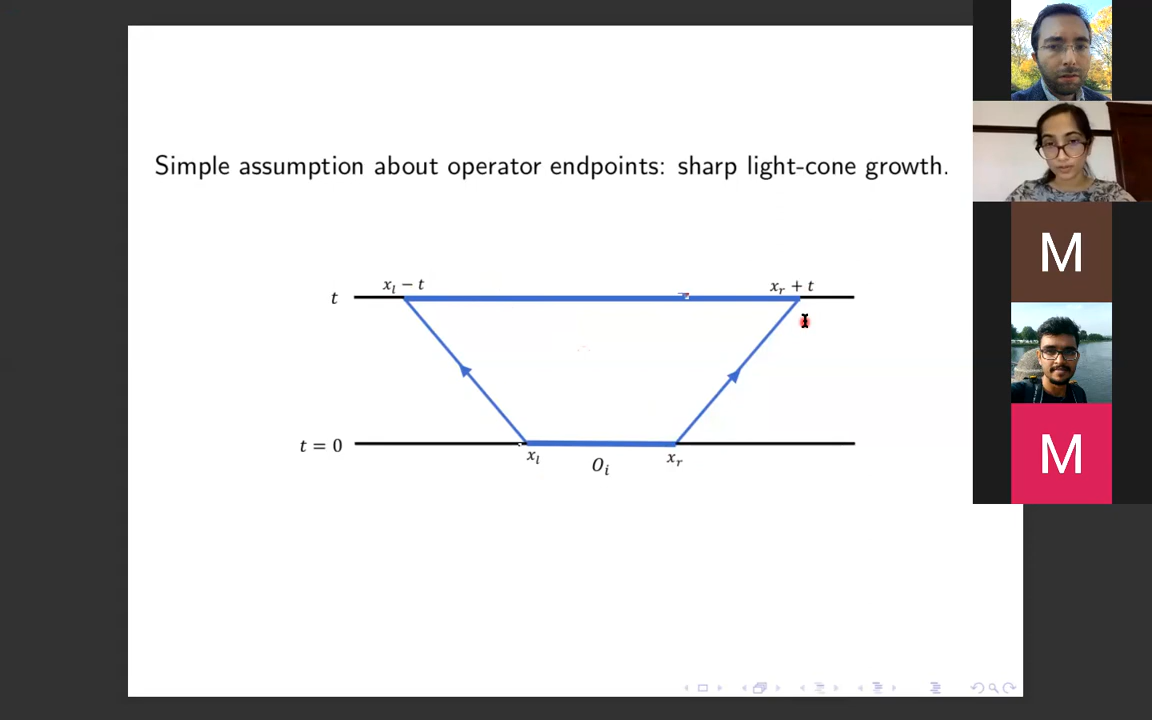 Simple assumption about operator endpoints: sharp light-cone growth.
t
x_l − t
x_r + t
t = 0
x_l
O_i
x_r
M
M